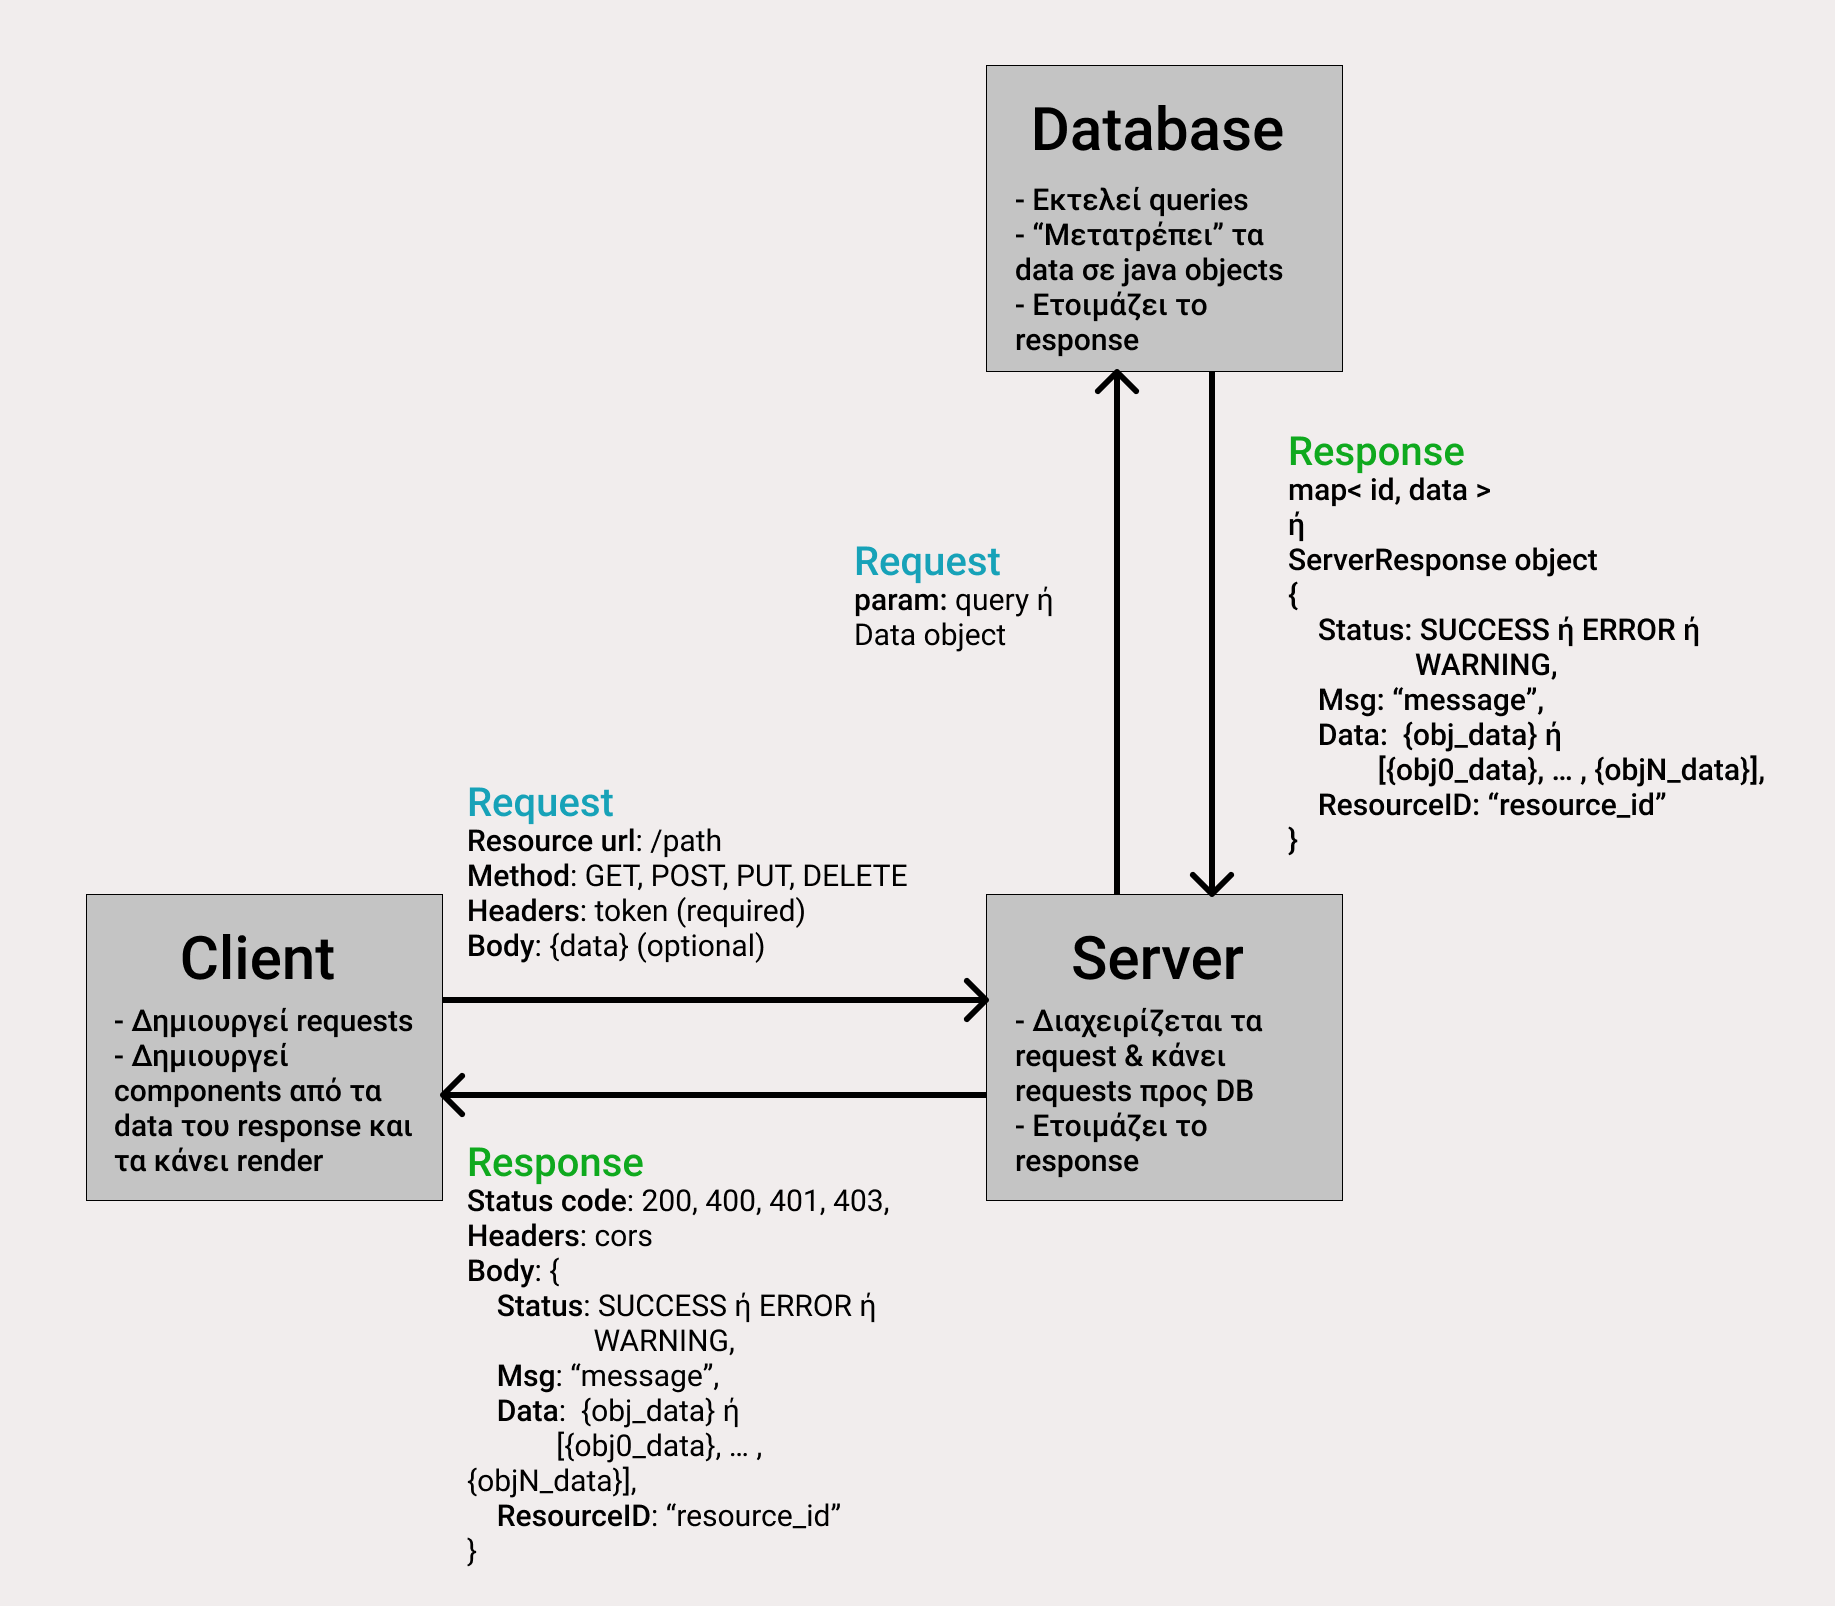 Database
- Εκτελεί queries
- “Μετατρέπει” τα
data σε java objects
- Ετοιμάζει το
response
Response
map< id, data >
ή
ServerResponse object
{
Status: SUCCESS ή ERROR ή
WARNING,
Msg: “message”,
Data:  {obj_data} ή
[{obj0_data}, ... , {objN_data}],
ResourceID: “resource_id”
}
Request
param: query ή
Data object
Request
Resource url: /path
Method: GET, POST, PUT, DELETE
Headers: token (required)
Body: {data} (optional)
Client
- Δημιουργεί requests
- Δημιουργεί
components από τα
data του response και
τα κάνει render
Server
- Διαχειρίζεται τα
request & κάνει
requests προς DB
- Ετοιμάζει το
response
Response
Status code: 200, 400, 401, 403,
Headers: cors
Body: {
Status: SUCCESS ή ERROR ή
WARNING,
Msg: “message”,
Data:  {obj_data} ή
[{obj0_data}, ... ,
{objN_data}],
ResourceID: “resource_id”
}